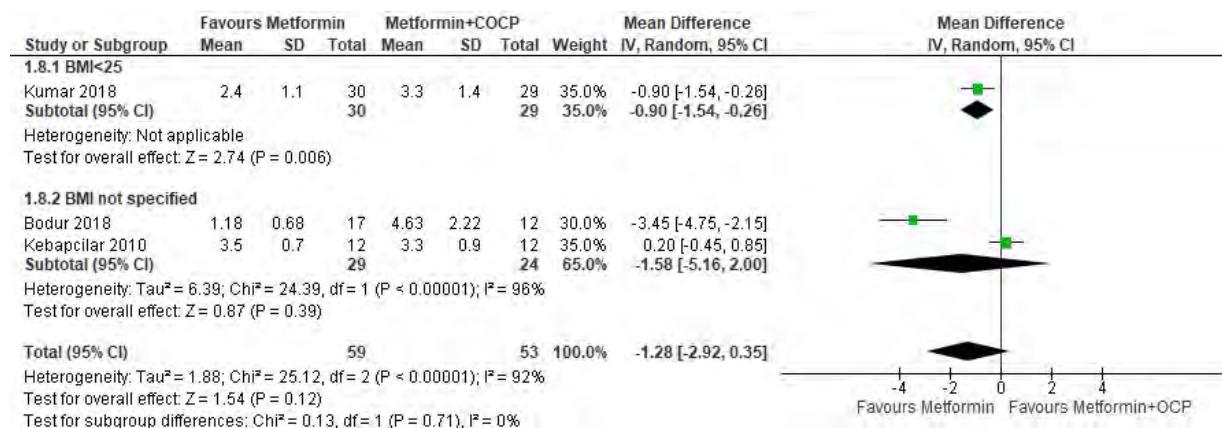 Favours Metformin Metformin+COCP Mean Difference Mean Difference
Study or Subgroup Mean SD Total Mean SD Total Weight IV, Random, 95% CI IV, Random, 95% CI
1.8.1 BMI<25
Kumar 2018 2.4 1.1 30 3.3 1.4 29 35.0% -0.90 [-1.54, -0.26]
Subtotal (95% CI) 30 29 35.0% -0.90 [-1.54, -0.26]
Heterogeneity: Not applicable
Test for overall effect: Z = 2.74 (P = 0.006)
1.8.2 BMI not specified
Bodur 2018 1.18 0.68 17 4.63 2.22 12 30.0% -3.45 [-4.75, -2.15]
Kebapcilar 2010 3.5 0.7 12 3.3 0.9 12 35.0% 0.20 [-0.45, 0.85]
Subtotal (95% CI) 29 24 65.0% -1.58 [-5.16, 2.00]
Heterogeneity: Tau² = 6.39; Chi² = 24.39, df = 1 (P < 0.00001); I² = 96%
Test for overall effect: Z = 0.87 (P = 0.39)
Total (95% CI) 59 53 100.0% -1.28 [-2.92, 0.35]
Heterogeneity: Tau² = 1.88; Chi² = 25.12, df = 2 (P < 0.00001); I² = 92%
Test for overall effect: Z = 1.54 (P = 0.12)
Test for subgroup differences: Chi² = 0.13, df = 1 (P = 0.71), I² = 0%
-4 -2 0 2 4
Favours Metformin Favours Metformin+OCP